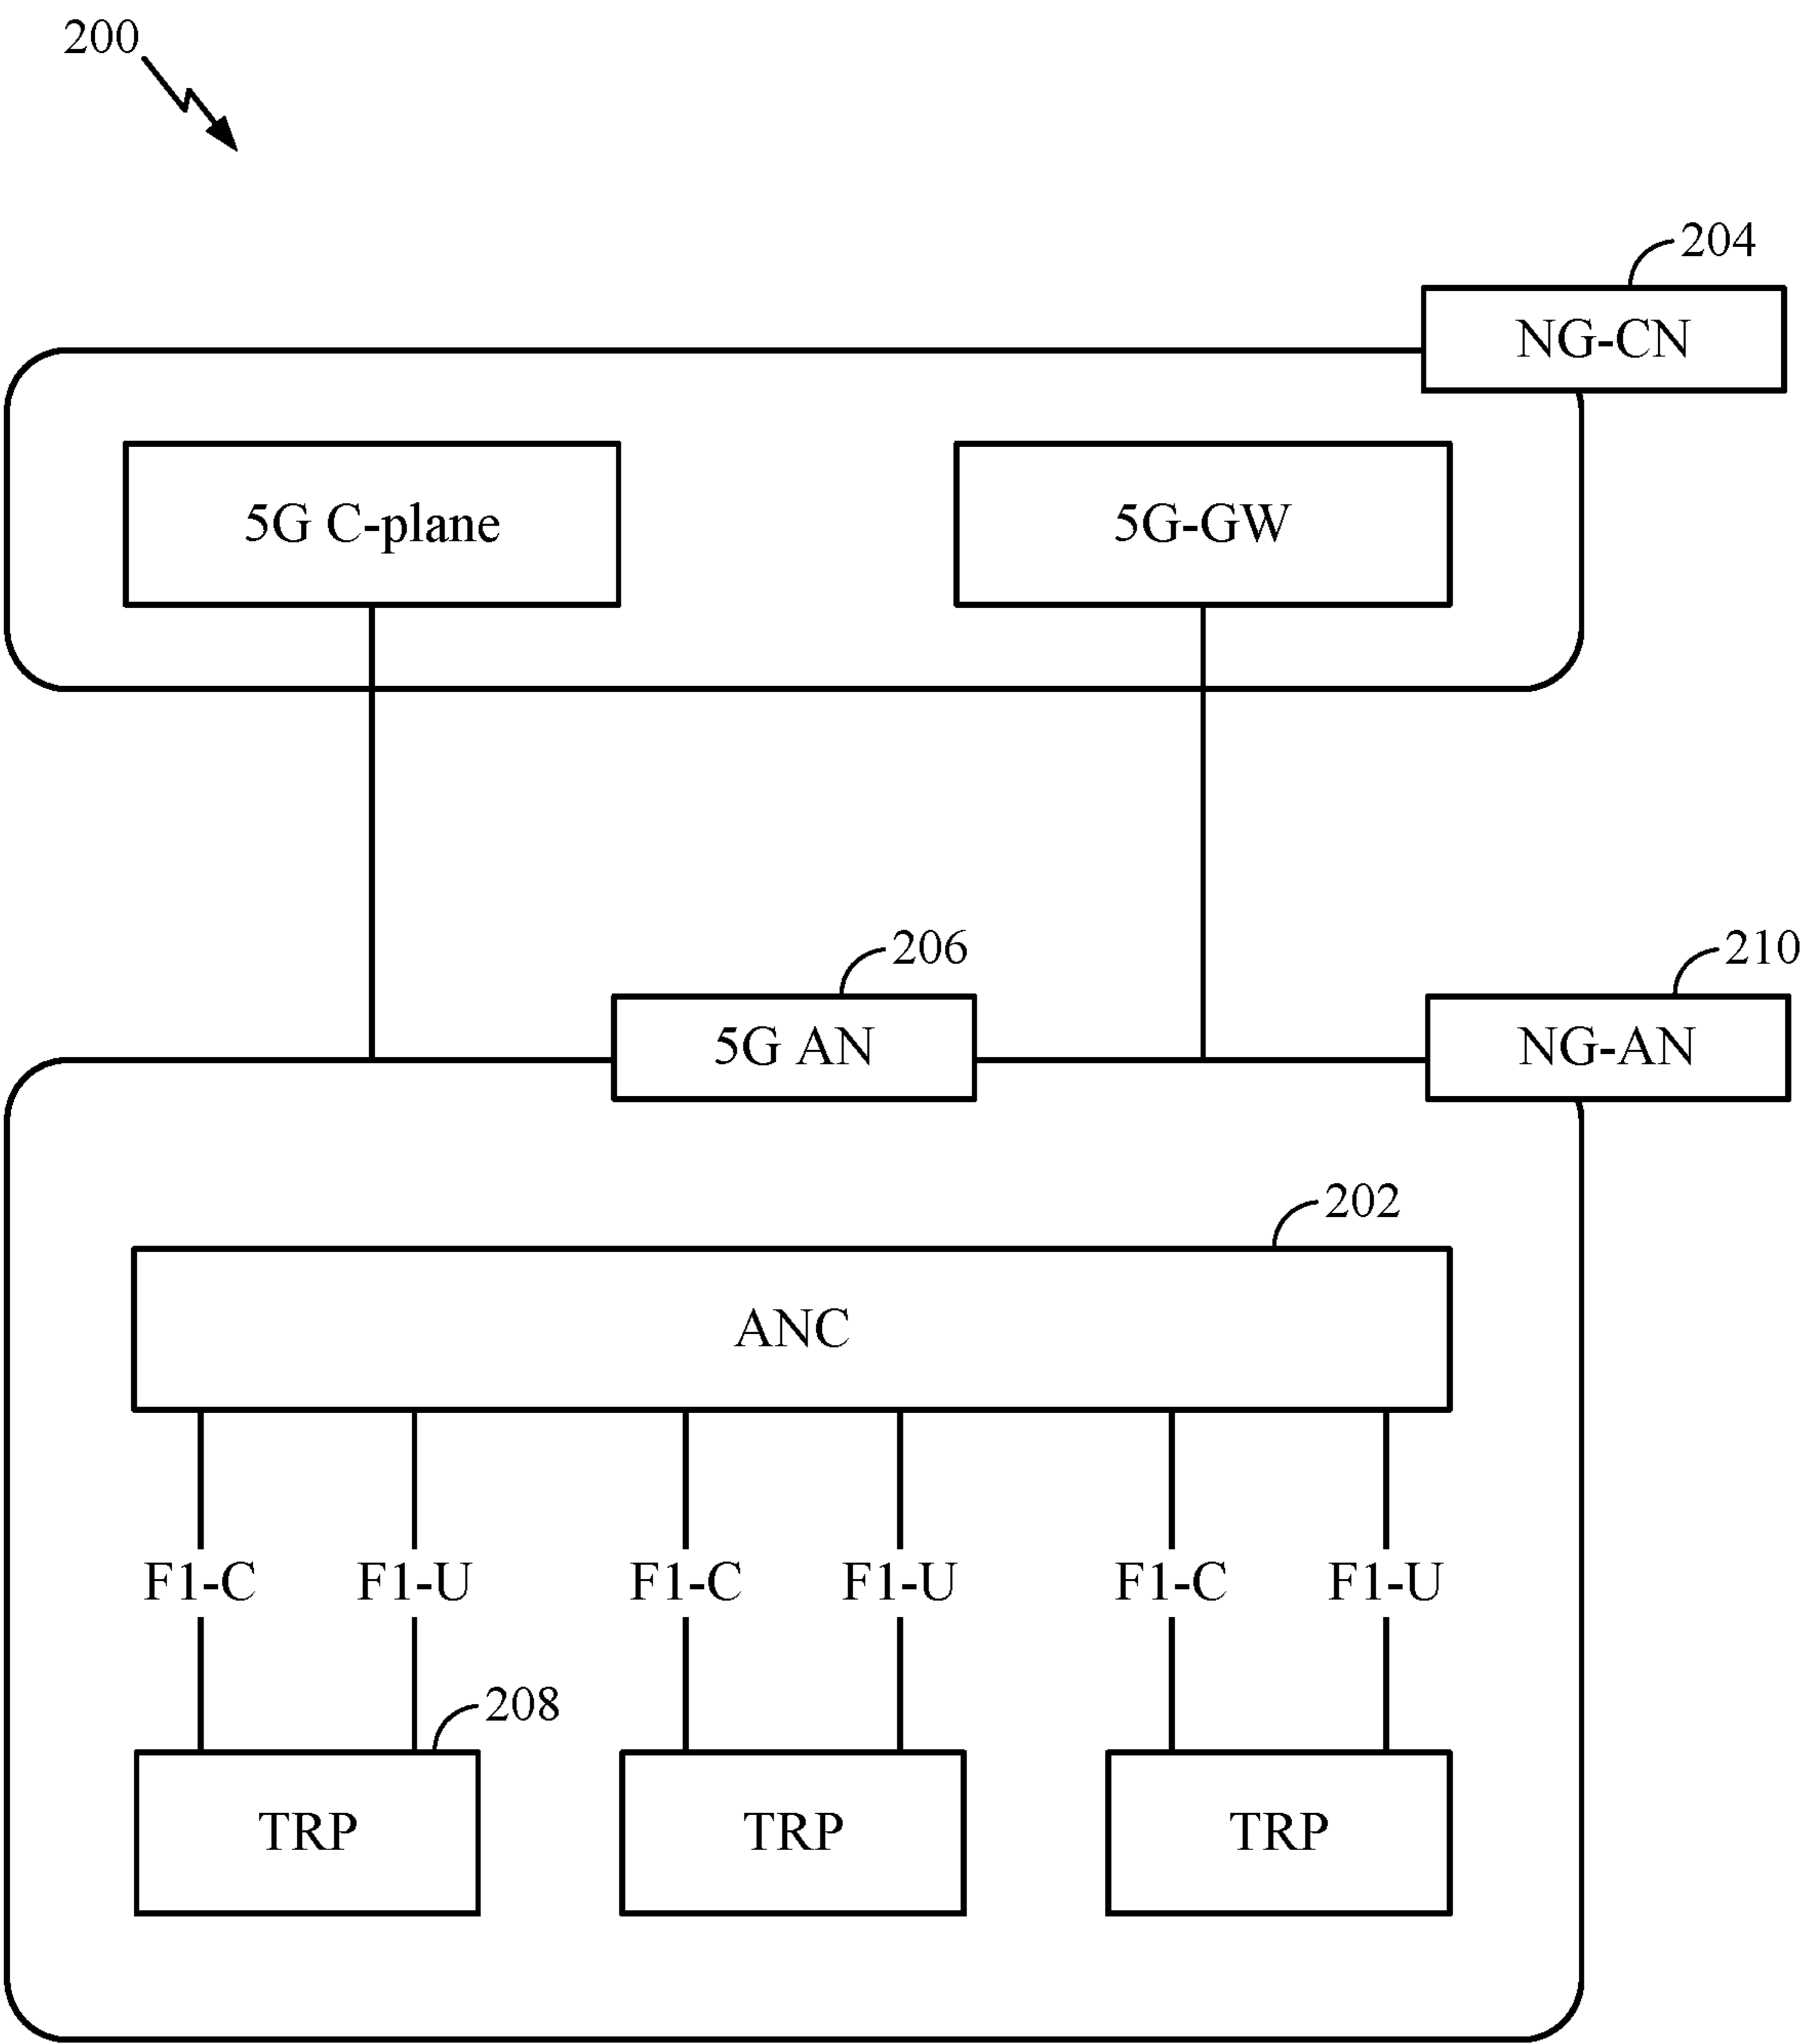 200
204
NG-CN
5G C-plane
5G-GW
206
210
5G AN
NG-AN
202
ANC
F1-C
F1-U
F1-C
F1-U
F1-C
F1-U
208
TRP
TRP
TRP